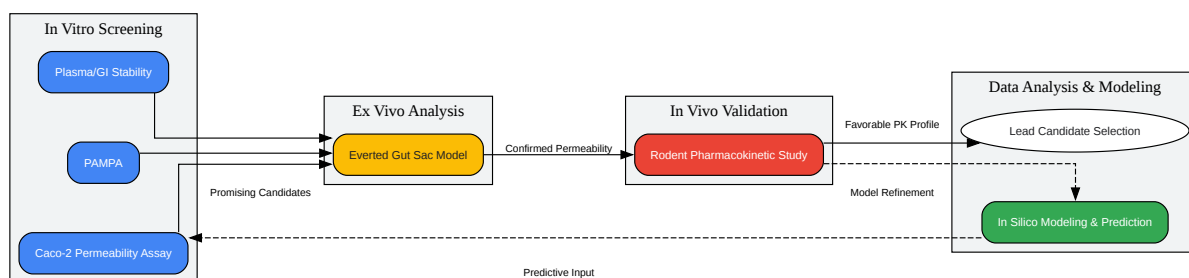 In Vitro Screening
Plasma/GI Stability
PAMPA
Caco-2 Permeability Assay
Promising Candidates
Ex Vivo Analysis
Everted Gut Sac Model
Confirmed Permeability
In Vivo Validation
Rodent Pharmacokinetic Study
Favorable PK Profile
Model Refinement
Data Analysis & Modeling
Lead Candidate Selection
In Silico Modeling & Prediction
Predictive Input